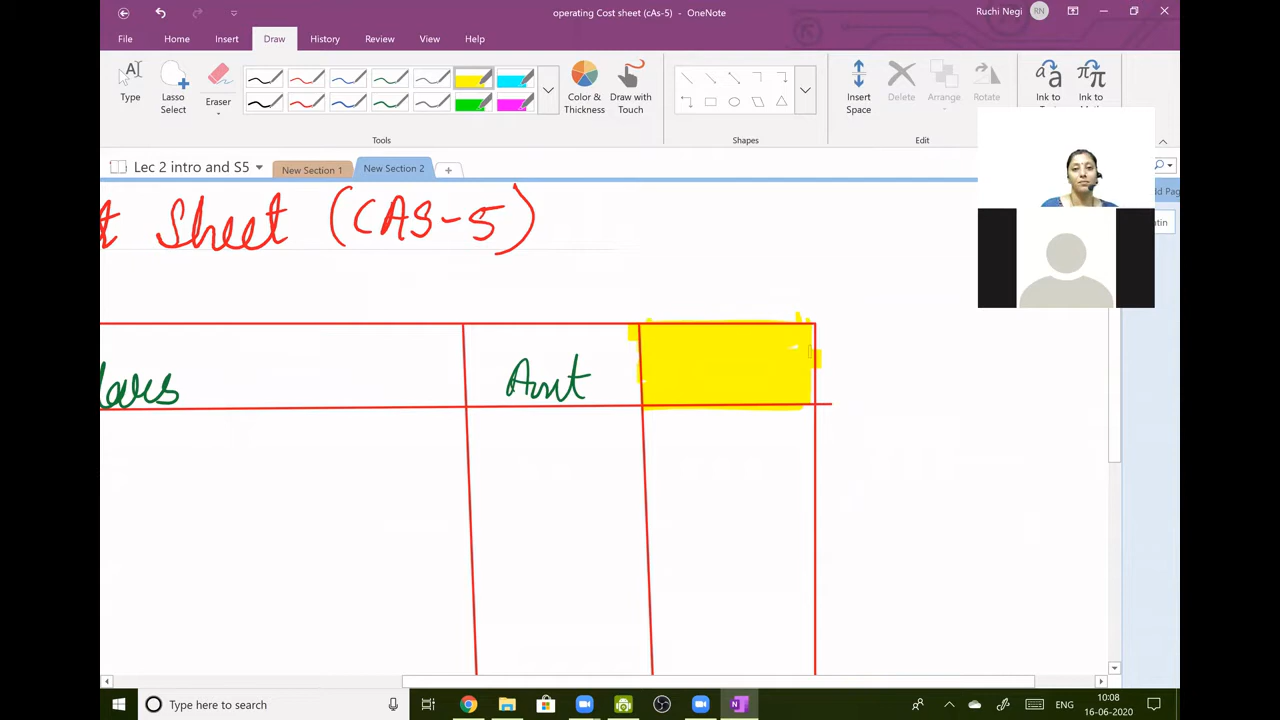 operating Cost sheet (cAs-5) - OneNote
Ruchi Negi RN
File Home Insert Draw History Review View Help
Type
Lasso Select
Eraser
Color & Thickness
Draw with Touch
Insert Space
Delete
Arrange
Rotate
Ink to
Ink to
Tools
Shapes
Edit
Lec 2 intro and S5
New Section 1
New Section 2
Sheet (CAS-5)
Amt
Type here to search
ENG
10:08
16-06-2020